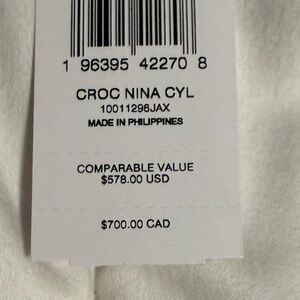 1 96395 42270 8
CROC NINA CYL
10011296JAX
MADE IN PHILIPPINES
COMPARABLE VALUE
$578.00 USD
$700.00 CAD